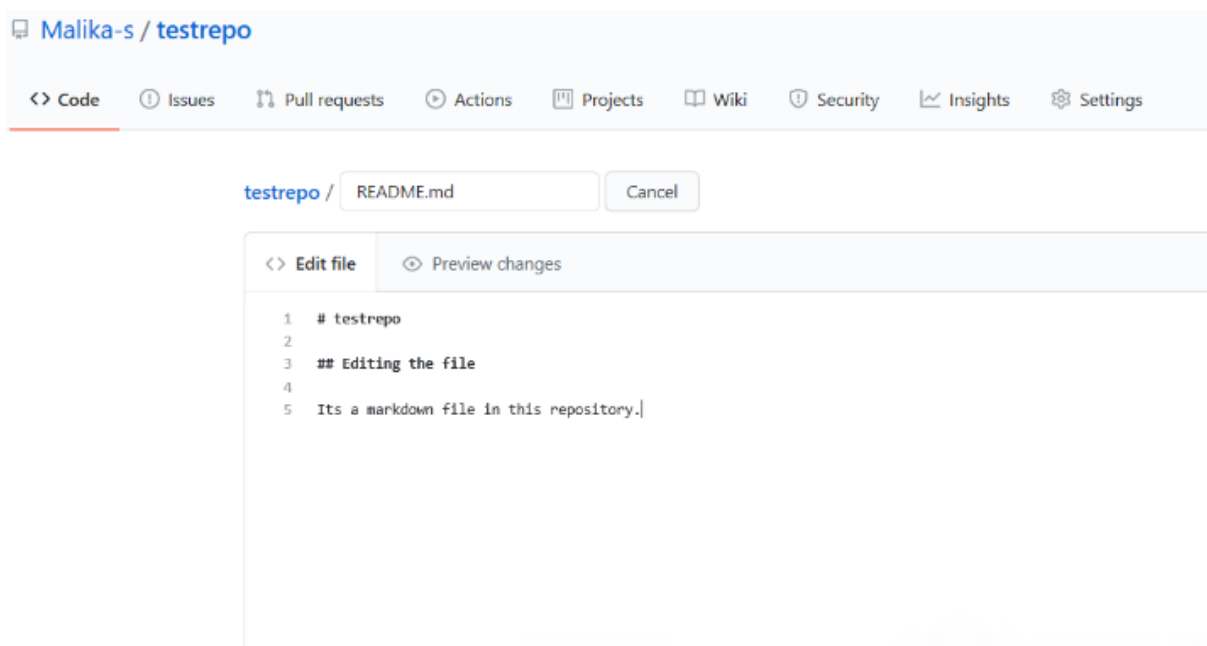 Malika-s / testrepo
<> Code Issues Pull requests Actions Projects Wiki Security Insights Settings
testrepo / README.md Cancel
<> Edit file Preview changes
1 # testrepo
2
3 ## Editing the file
4
5 Its a markdown file in this repository.